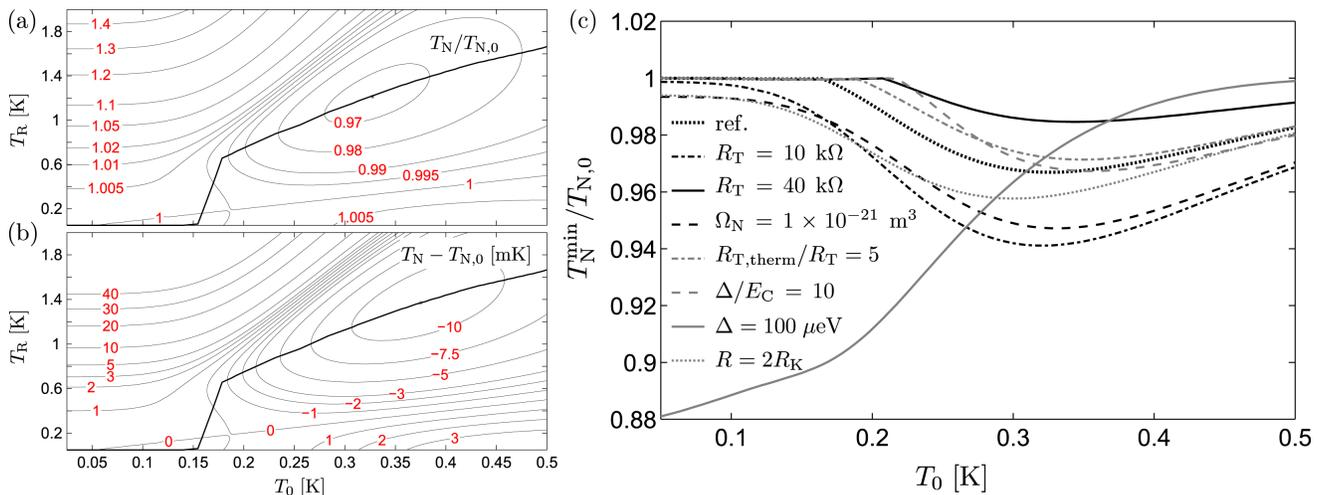 (a)
T_N/T_{N,0}
1.4
1.3
1.2
1.1
1.05
1.02
1.01
1.005
0.97
0.98
0.99
0.995
1
1
1.005
1.8
1.4
1
0.6
0.2
T_R [K]
(b)
T_N − T_{N,0} [mK]
40
30
20
10
5
3
2
1
0
0
−10
−7.5
−5
−3
−2
−1
1
2
3
1.8
1.4
1
0.6
0.2
T_R [K]
0.05 0.1 0.15 0.2 0.25 0.3 0.35 0.4 0.45 0.5
T_0 [K]
(c)
1.02
1
0.98
0.96
0.94
0.92
0.9
0.88
T_N^{min}/T_{N,0}
ref.
R_T = 10 kΩ
R_T = 40 kΩ
Ω_N = 1 × 10^{−21} m^3
R_{T,therm}/R_T = 5
Δ/E_C = 10
Δ = 100 μeV
R = 2R_K
0.1 0.2 0.3 0.4 0.5
T_0 [K]